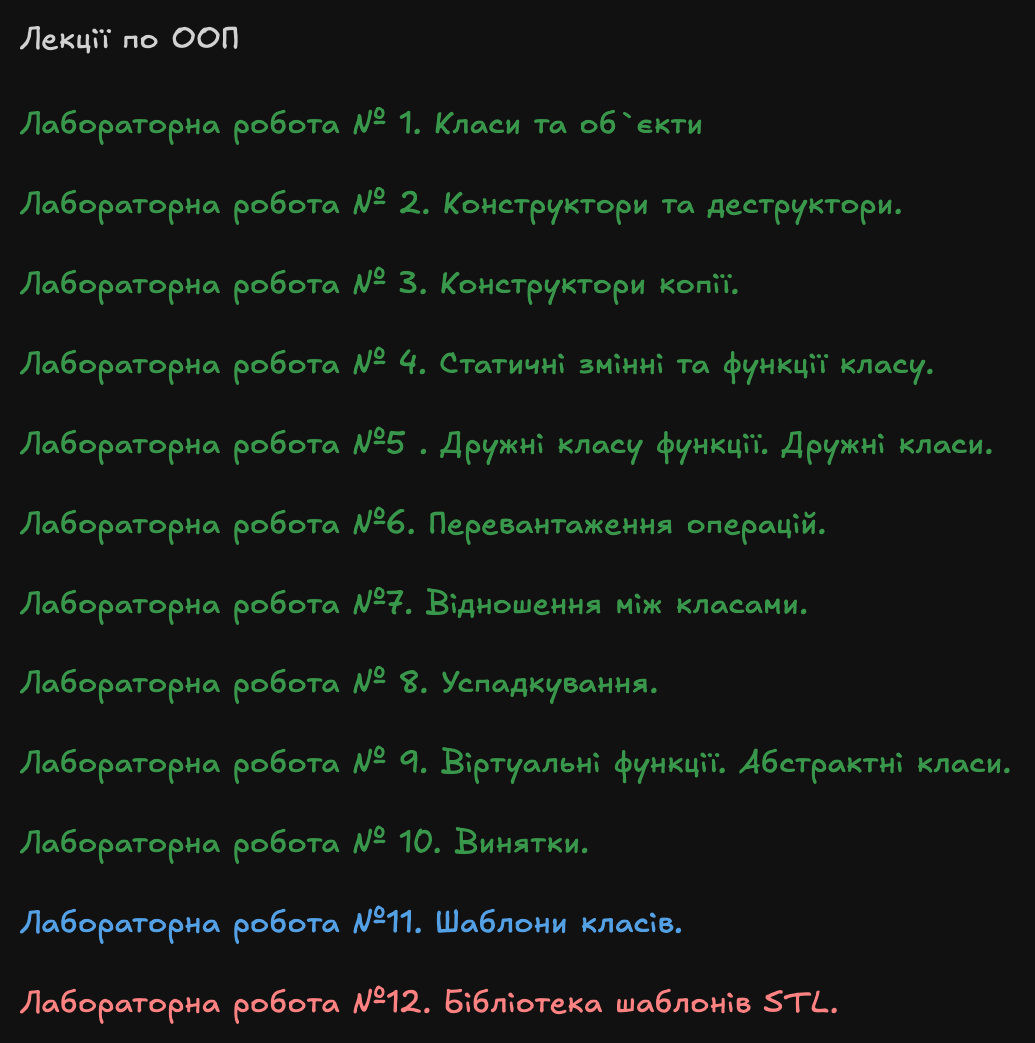 Лекції по ООП
Лабораторна робота № 1. Класи та об`єкти
Лабораторна робота № 2. Конструктори та деструктори.
Лабораторна робота № 3. Конструктори копії.
Лабораторна робота № 4. Статичні змінні та функції класу.
Лабораторна робота №5 . Дружні класу функції. Дружні класи.
Лабораторна робота №6. Перевантаження операцій.
Лабораторна робота №7. Відношення між класами.
Лабораторна робота № 8. Успадкування.
Лабораторна робота № 9. Віртуальні функції. Абстрактні класи.
Лабораторна робота № 10. Винятки.
Лабораторна робота №11. Шаблони класів.
Лабораторна робота №12. Бібліотека шаблонів STL.